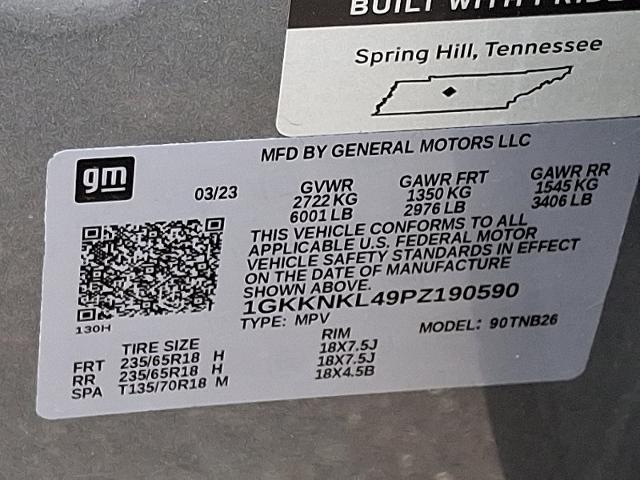 BUILT WITH PRIDE
Spring Hill, Tennessee
gm
MFD BY GENERAL MOTORS LLC
03/23
GVWR
2722 KG
6001 LB
GAWR FRT
1350 KG
2976 LB
GAWR RR
1545 KG
3406 LB
THIS VEHICLE CONFORMS TO ALL
APPLICABLE U.S. FEDERAL MOTOR
VEHICLE SAFETY STANDARDS IN EFFECT
ON THE DATE OF MANUFACTURE
SHOWN ABOVE.
1GKKNKL49PZ190590
TYPE: MPV
MODEL: 90TNB26
130H
TIRE SIZE
RIM
FRT 235/65R18 H 18X7.5J
RR 235/65R18 H 18X7.5J
SPA T135/70R18 M 18X4.5B